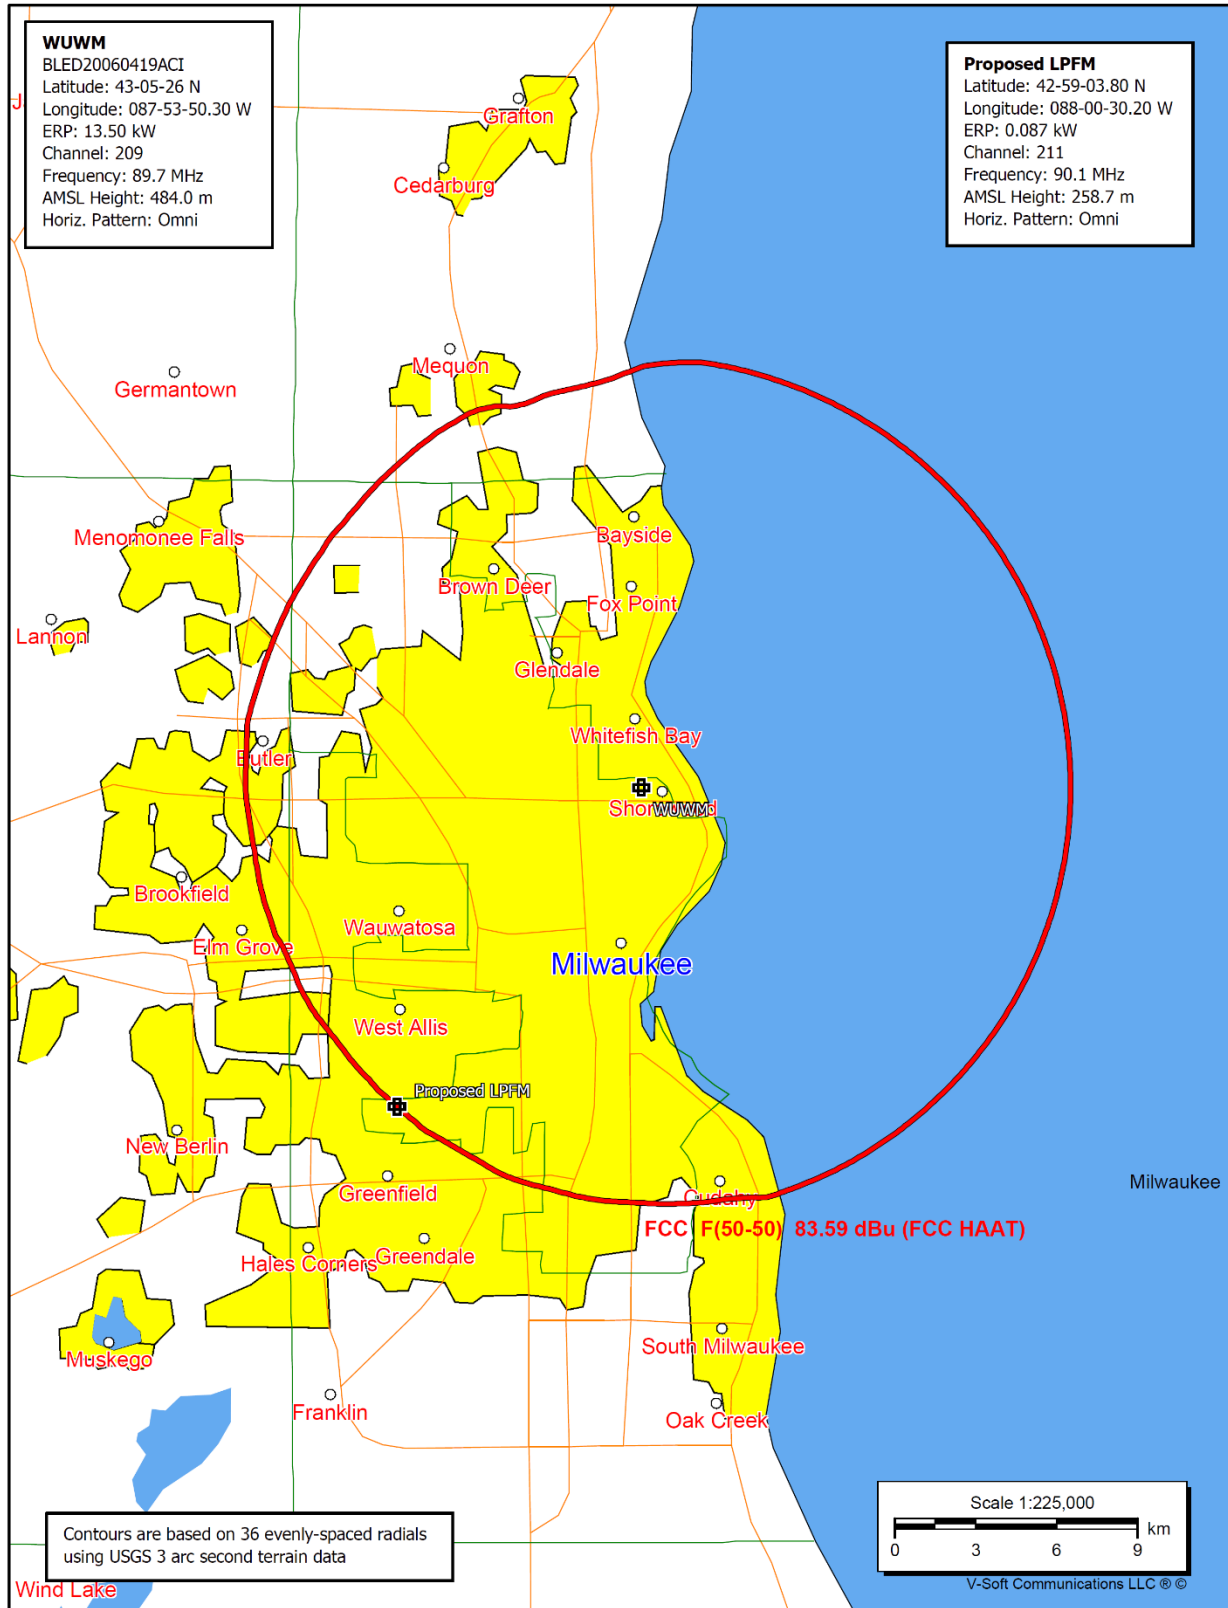 WUWM
BLED20060419ACI
Latitude: 43-05-26 N
Longitude: 087-53-50.30 W
ERP: 13.50 kW
Channel: 209
Frequency: 89.7 MHz
AMSL Height: 484.0 m
Horiz. Pattern: Omni
Proposed LPFM
Latitude: 42-59-03.80 N
Longitude: 088-00-30.20 W
ERP: 0.087 kW
Channel: 211
Frequency: 90.1 MHz
AMSL Height: 258.7 m
Horiz. Pattern: Omni
Grafton
Cedarburg
Mequon
Germantown
Menomonee Falls
Bayside
Brown Deer
Fox Point
Lannon
Glendale
Whitefish Bay
Butler
WUWM
Brookfield
Wauwatosa
Elm Grove
Milwaukee
West Allis
Proposed LPFM
New Berlin
Greenfield
Cudahy
Milwaukee
FCC F(50-50) 83.59 dBu (FCC HAAT)
Hales Corners
Greendale
South Milwaukee
Muskego
Franklin
Oak Creek
Scale 1:225,000
km
0 3 6 9
V-Soft Communications LLC ® ©
Contours are based on 36 evenly-spaced radials
using USGS 3 arc second terrain data
Wind Lake